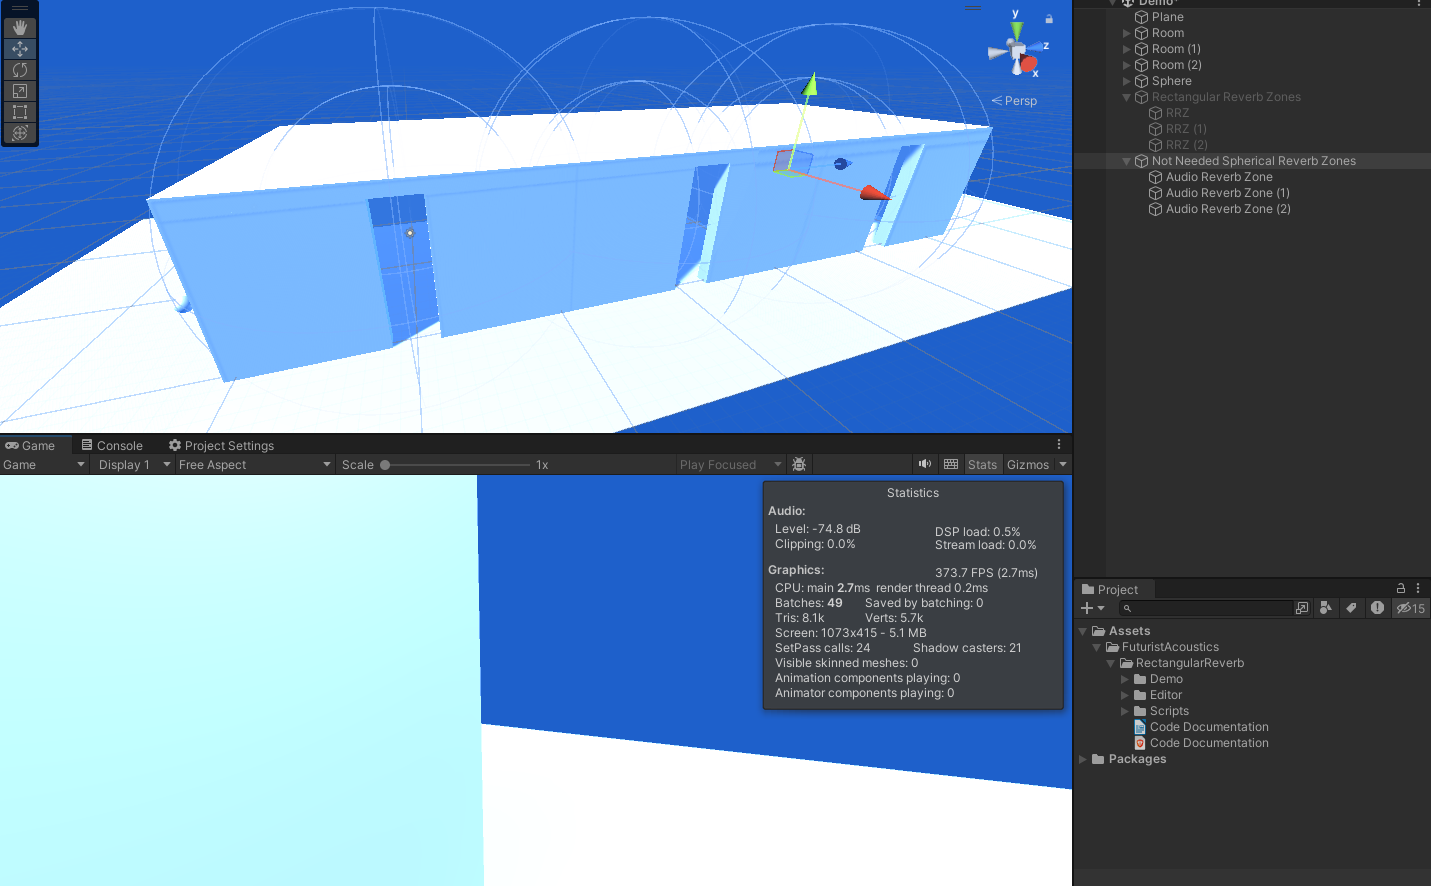 y
z
x
Persp
Demo*
Plane
Room
Room (1)
Room (2)
Sphere
Rectangular Reverb Zones
RRZ
RRZ (1)
RRZ (2)
Not Needed Spherical Reverb Zones
Audio Reverb Zone
Audio Reverb Zone (1)
Audio Reverb Zone (2)
Game Console Project Settings
Game Display 1 Free Aspect Scale 1x Play Focused Stats Gizmos
Statistics
Audio:
Level: -74.8 dB DSP load: 0.5%
Clipping: 0.0% Stream load: 0.0%
Graphics: 373.7 FPS (2.7ms)
CPU: main 2.7ms render thread 0.2ms
Batches: 49 Saved by batching: 0
Tris: 8.1k Verts: 5.7k
Screen: 1073x415 - 5.1 MB
SetPass calls: 24 Shadow casters: 21
Visible skinned meshes: 0
Animation components playing: 0
Animator components playing: 0
Project
15
Assets
FuturistAcoustics
RectangularReverb
Demo
Editor
Scripts
Code Documentation
Code Documentation
Packages